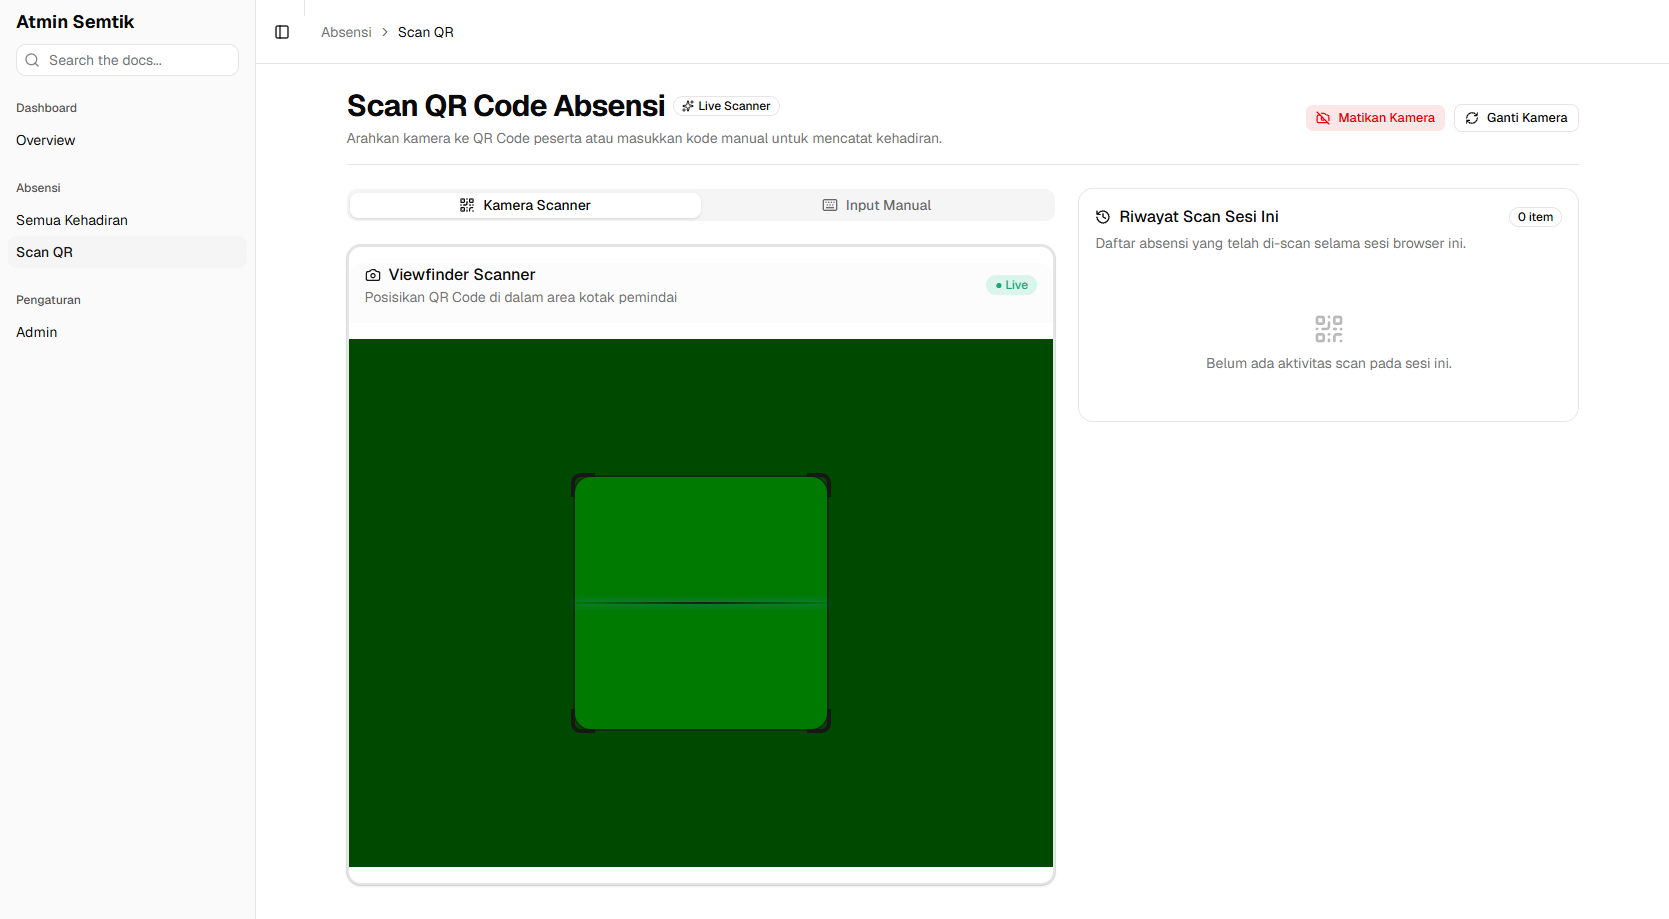 Atmin Semtik
Search the docs...
Dashboard
Overview
Absensi
Semua Kehadiran
Scan QR
Pengaturan
Admin
Absensi > Scan QR
Scan QR Code Absensi
Live Scanner
Arahkan kamera ke QR Code peserta atau masukkan kode manual untuk mencatat kehadiran.
Matikan Kamera
Ganti Kamera
Kamera Scanner
Input Manual
Viewfinder Scanner
Posisikan QR Code di dalam area kotak pemindai
Live
Riwayat Scan Sesi Ini
0 item
Daftar absensi yang telah di-scan selama sesi browser ini.
Belum ada aktivitas scan pada sesi ini.